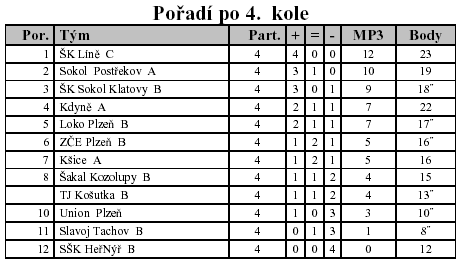 Pořadí po 4. kole
Por. Tým Part. + = - MP3 Body
1 ŠK Líně C 4 4 0 0 12 23
2 Sokol Postřekov A 4 3 1 0 10 19
3 ŠK Sokol Klatovy B 4 3 0 1 9 18¨
4 Kdyně A 4 2 1 1 7 22
5 Loko Plzeň B 4 2 1 1 7 17¨
6 ZČE Plzeň B 4 1 2 1 5 16¨
7 Kšice A 4 1 2 1 5 16
8 Šakal Kozolupy B 4 1 1 2 4 15
TJ Košutka B 4 1 1 2 4 13¨
10 Union Plzeň 4 1 0 3 3 10¨
11 Slavoj Tachov B 4 0 1 3 1 8¨
12 SŠK HeřNýř B 4 0 0 4 0 12